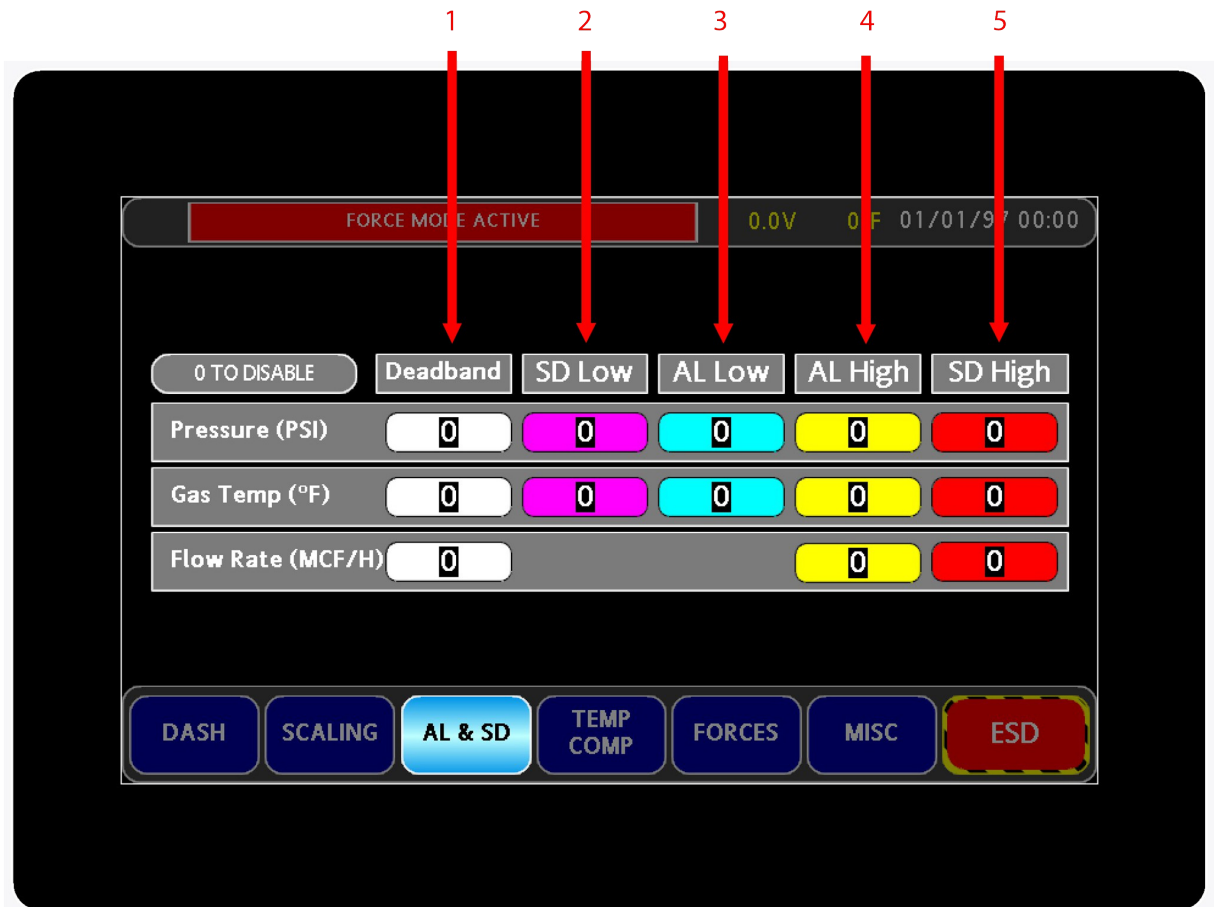 1 2 3 4 5
FORCE MODE ACTIVE 0.0V 0 F 01/01/97 00:00
0 TO DISABLE Deadband SD Low AL Low AL High SD High
Pressure (PSI) 0 0 0 0 0
Gas Temp (°F) 0 0 0 0 0
Flow Rate (MCF/H) 0 0 0
DASH SCALING AL & SD TEMP COMP FORCES MISC ESD